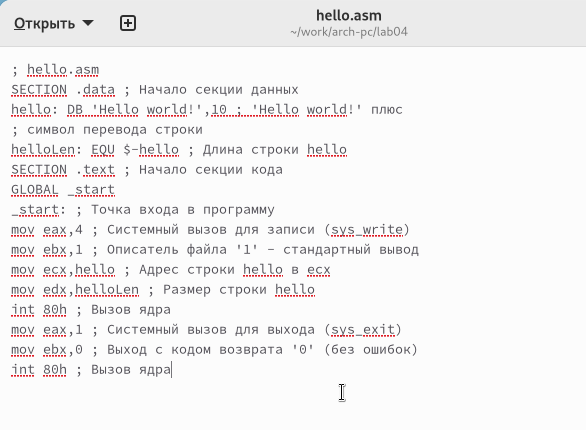 Открыть
hello.asm
~/work/arch-pc/lab04
; hello.asm
SECTION .data ; Начало секции данных
hello: DB 'Hello world!',10 ; 'Hello world!' плюс
; символ перевода строки
helloLen: EQU $-hello ; Длина строки hello
SECTION .text ; Начало секции кода
GLOBAL _start
_start: ; Точка входа в программу
mov eax,4 ; Системный вызов для записи (sys_write)
mov ebx,1 ; Описатель файла '1' - стандартный вывод
mov ecx,hello ; Адрес строки hello в ecx
mov edx,helloLen ; Размер строки hello
int 80h ; Вызов ядра
mov eax,1 ; Системный вызов для выхода (sys_exit)
mov ebx,0 ; Выход с кодом возврата '0' (без ошибок)
int 80h ; Вызов ядра